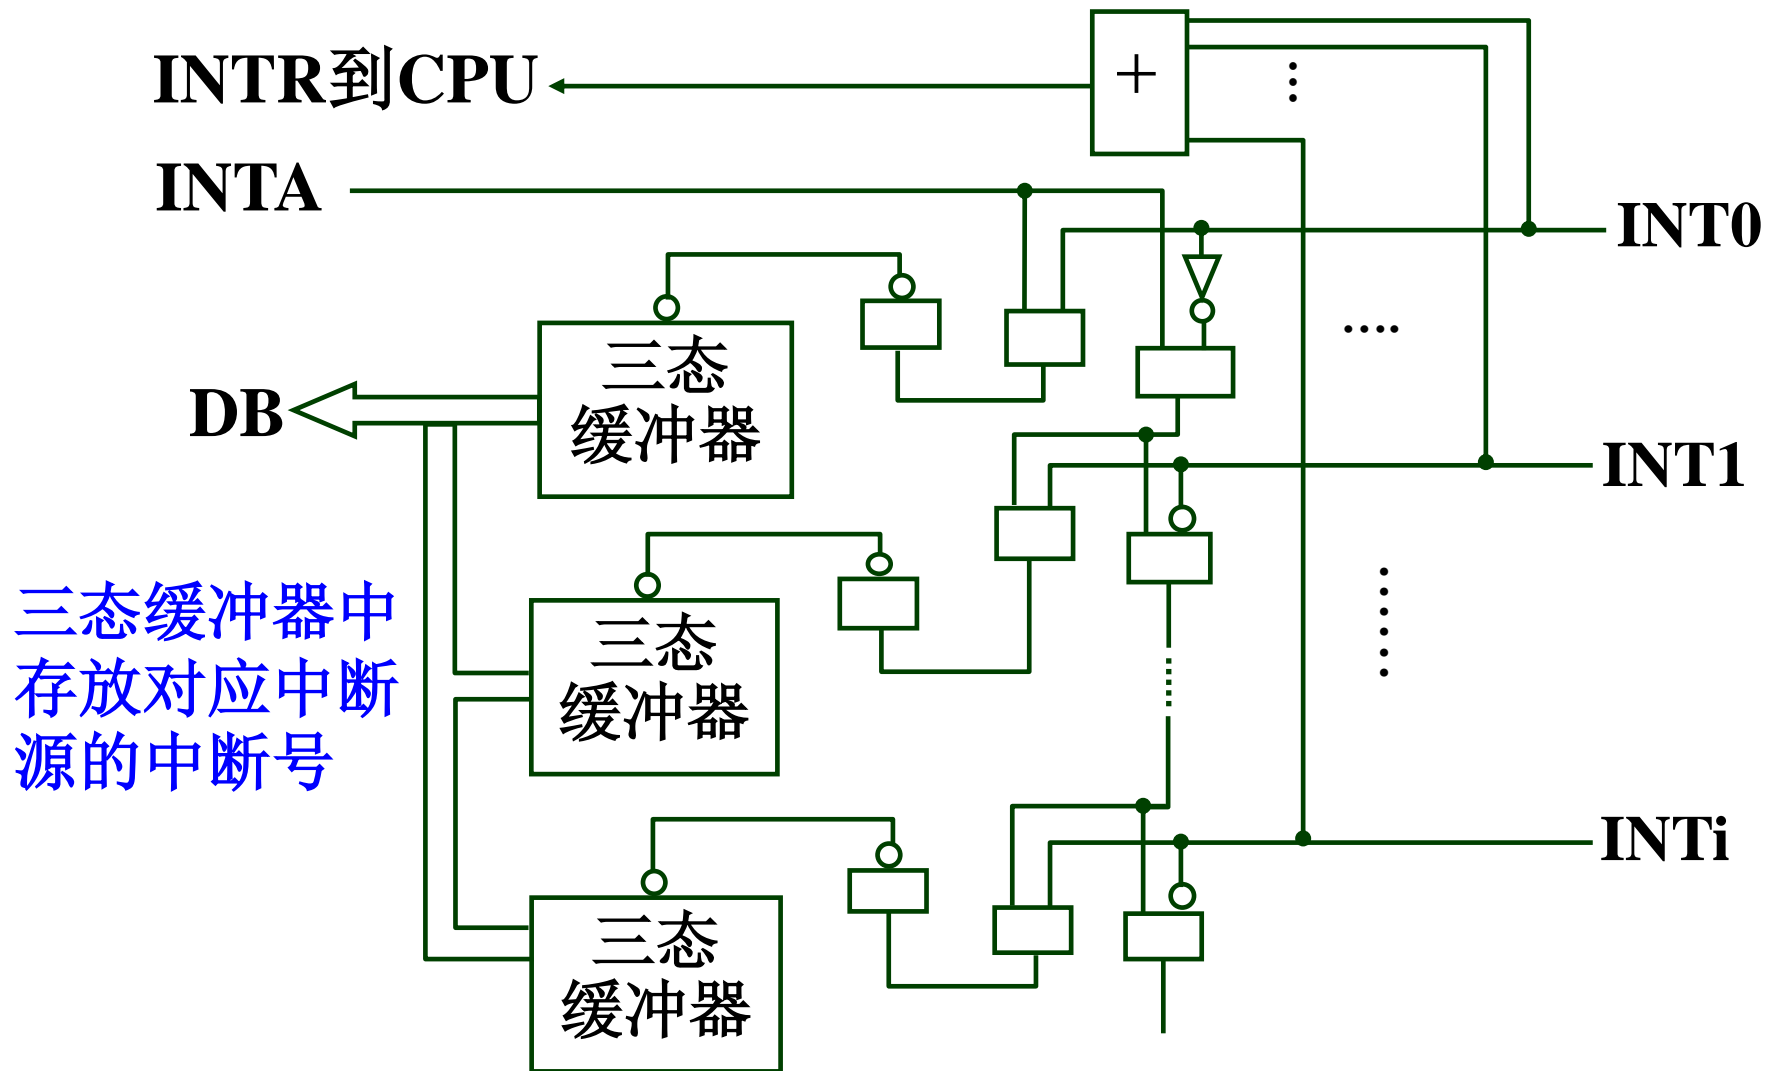 INTR到CPU
+
INTA
INT0
三态
缓冲器
DB
INT1
三态
缓冲器
三态缓冲器中
存放对应中断
源的中断号
INTi
三态
缓冲器